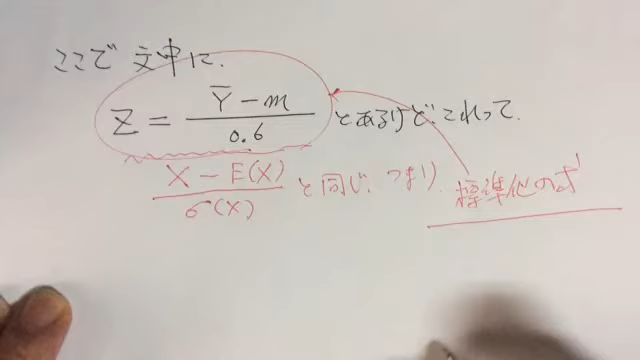 ここで 文中に.
Z = (Ȳ - m) / 0.6 とあるけど.これって.
(X - E(X)) / σ(X) と同じ、つまり. 標準化の式